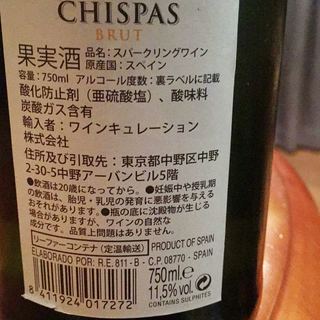 CHISPAS
BRUT
果実酒 品名:スパークリングワイン
原産国:スペイン
容量:750ml アルコール度数:裏ラベルに記載
酸化防止剤(亜硫酸塩)、酸味料
炭酸ガス含有
輸入者:ワインキュレーション
株式会社
住所及び引取先:東京都中野区中野
2-30-5中野アーバンビル5階
●飲酒は20歳になってから。●妊娠中や授乳期
の飲酒は、胎児・乳児の発育に悪影響を与える
おそれがあります。●瓶の底に沈殿物が生じる
ことがありますが、ワインの自然な
成分です。品質上問題はありません。
リーファーコンテナ(定温輸送) PRODUCT OF SPAIN
ELABORADO POR: R.E. 811 - B - C.P. 08770 - SPAIN
750ml ℮
11,5% vol.
CONTAINS SULPHITES
8 411924 017272